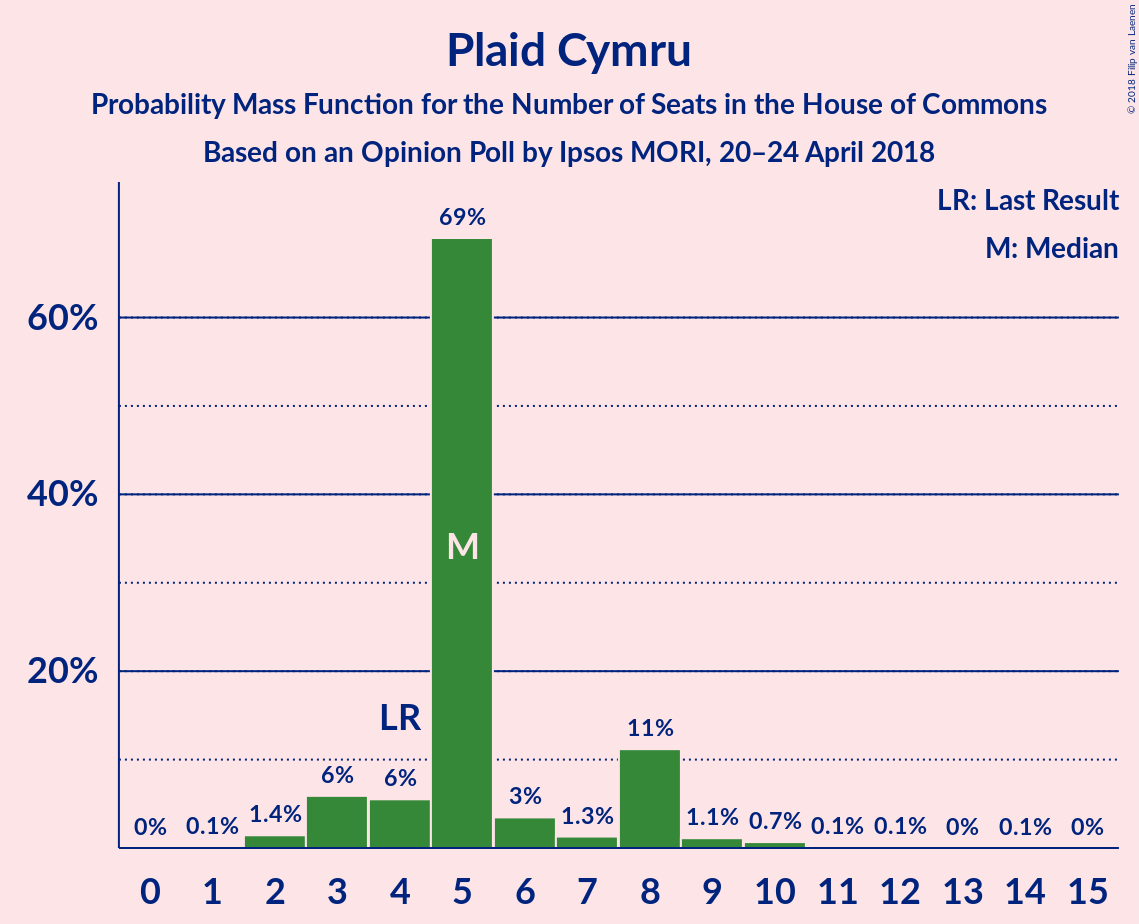 Plaid Cymru
Probability Mass Function for the Number of Seats in the House of Commons
Based on an Opinion Poll by Ipsos MORI, 20–24 April 2018
© 2018 Filip van Laenen
LR: Last Result
M: Median
60%
40%
20%
0%
0.1%
1.4%
6%
6%
69%
3%
1.3%
11%
1.1%
0.7%
0.1%
0.1%
0%
0.1%
0%
LR
M
0 1 2 3 4 5 6 7 8 9 10 11 12 13 14 15